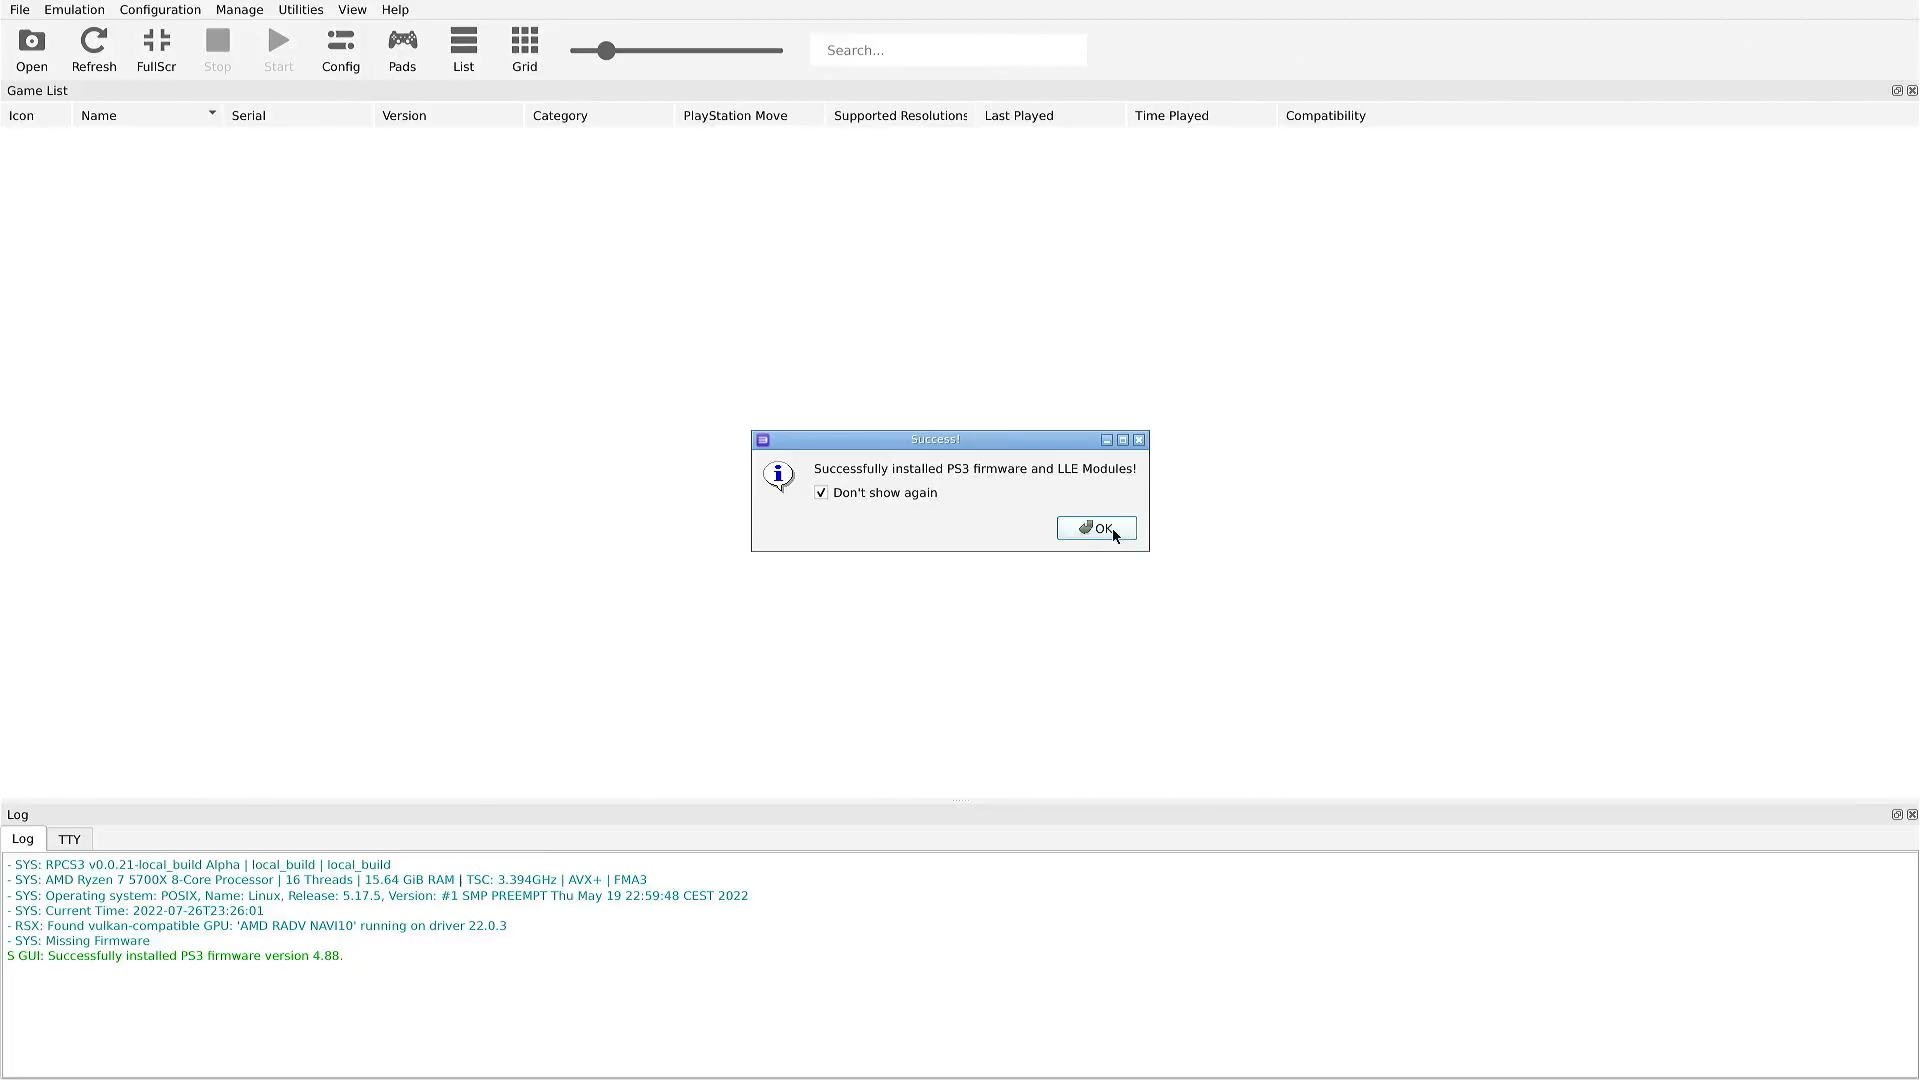 File Emulation Configuration Manage Utilities View Help
Open Refresh FullScr Stop Start Config Pads List Grid Search...
Game List
Icon Name Serial Version Category PlayStation Move Supported Resolutions Last Played Time Played Compatibility
Success!
Successfully installed PS3 firmware and LLE Modules!
Don't show again
OK
Log
Log TTY
- SYS: RPCS3 v0.0.21-local_build Alpha | local_build | local_build
- SYS: AMD Ryzen 7 5700X 8-Core Processor | 16 Threads | 15.64 GiB RAM | TSC: 3.394GHz | AVX+ | FMA3
- SYS: Operating system: POSIX, Name: Linux, Release: 5.17.5, Version: #1 SMP PREEMPT Thu May 19 22:59:48 CEST 2022
- SYS: Current Time: 2022-07-26T23:26:01
- RSX: Found vulkan-compatible GPU: 'AMD RADV NAVI10' running on driver 22.0.3
- SYS: Missing Firmware
S GUI: Successfully installed PS3 firmware version 4.88.